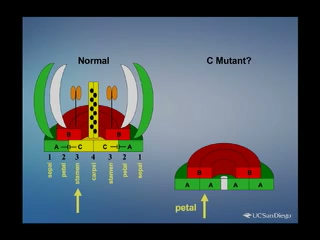 Normal
C Mutant?
B
B
A C
C A
1 2 3 4 3 2 1
sepal petal stamen carpel stamen petal sepal
B
B
A A A A
petal
UCSanDiego